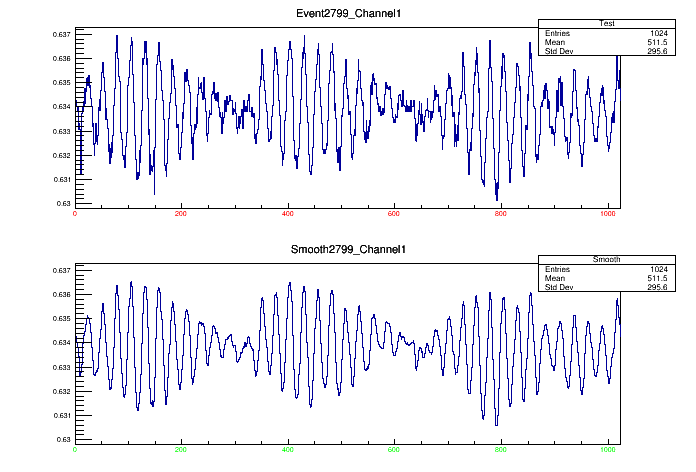 Event2799_Channel1
Test
Entries 1024
Mean 511.5
Std Dev 295.6
0.637
0.636
0.635
0.634
0.633
0.632
0.631
0.63
0 200 400 600 800 1000
Smooth2799_Channel1
Smooth
Entries 1024
Mean 511.5
Std Dev 295.6
0.637
0.636
0.635
0.634
0.633
0.632
0.631
0.63
0 200 400 600 800 1000